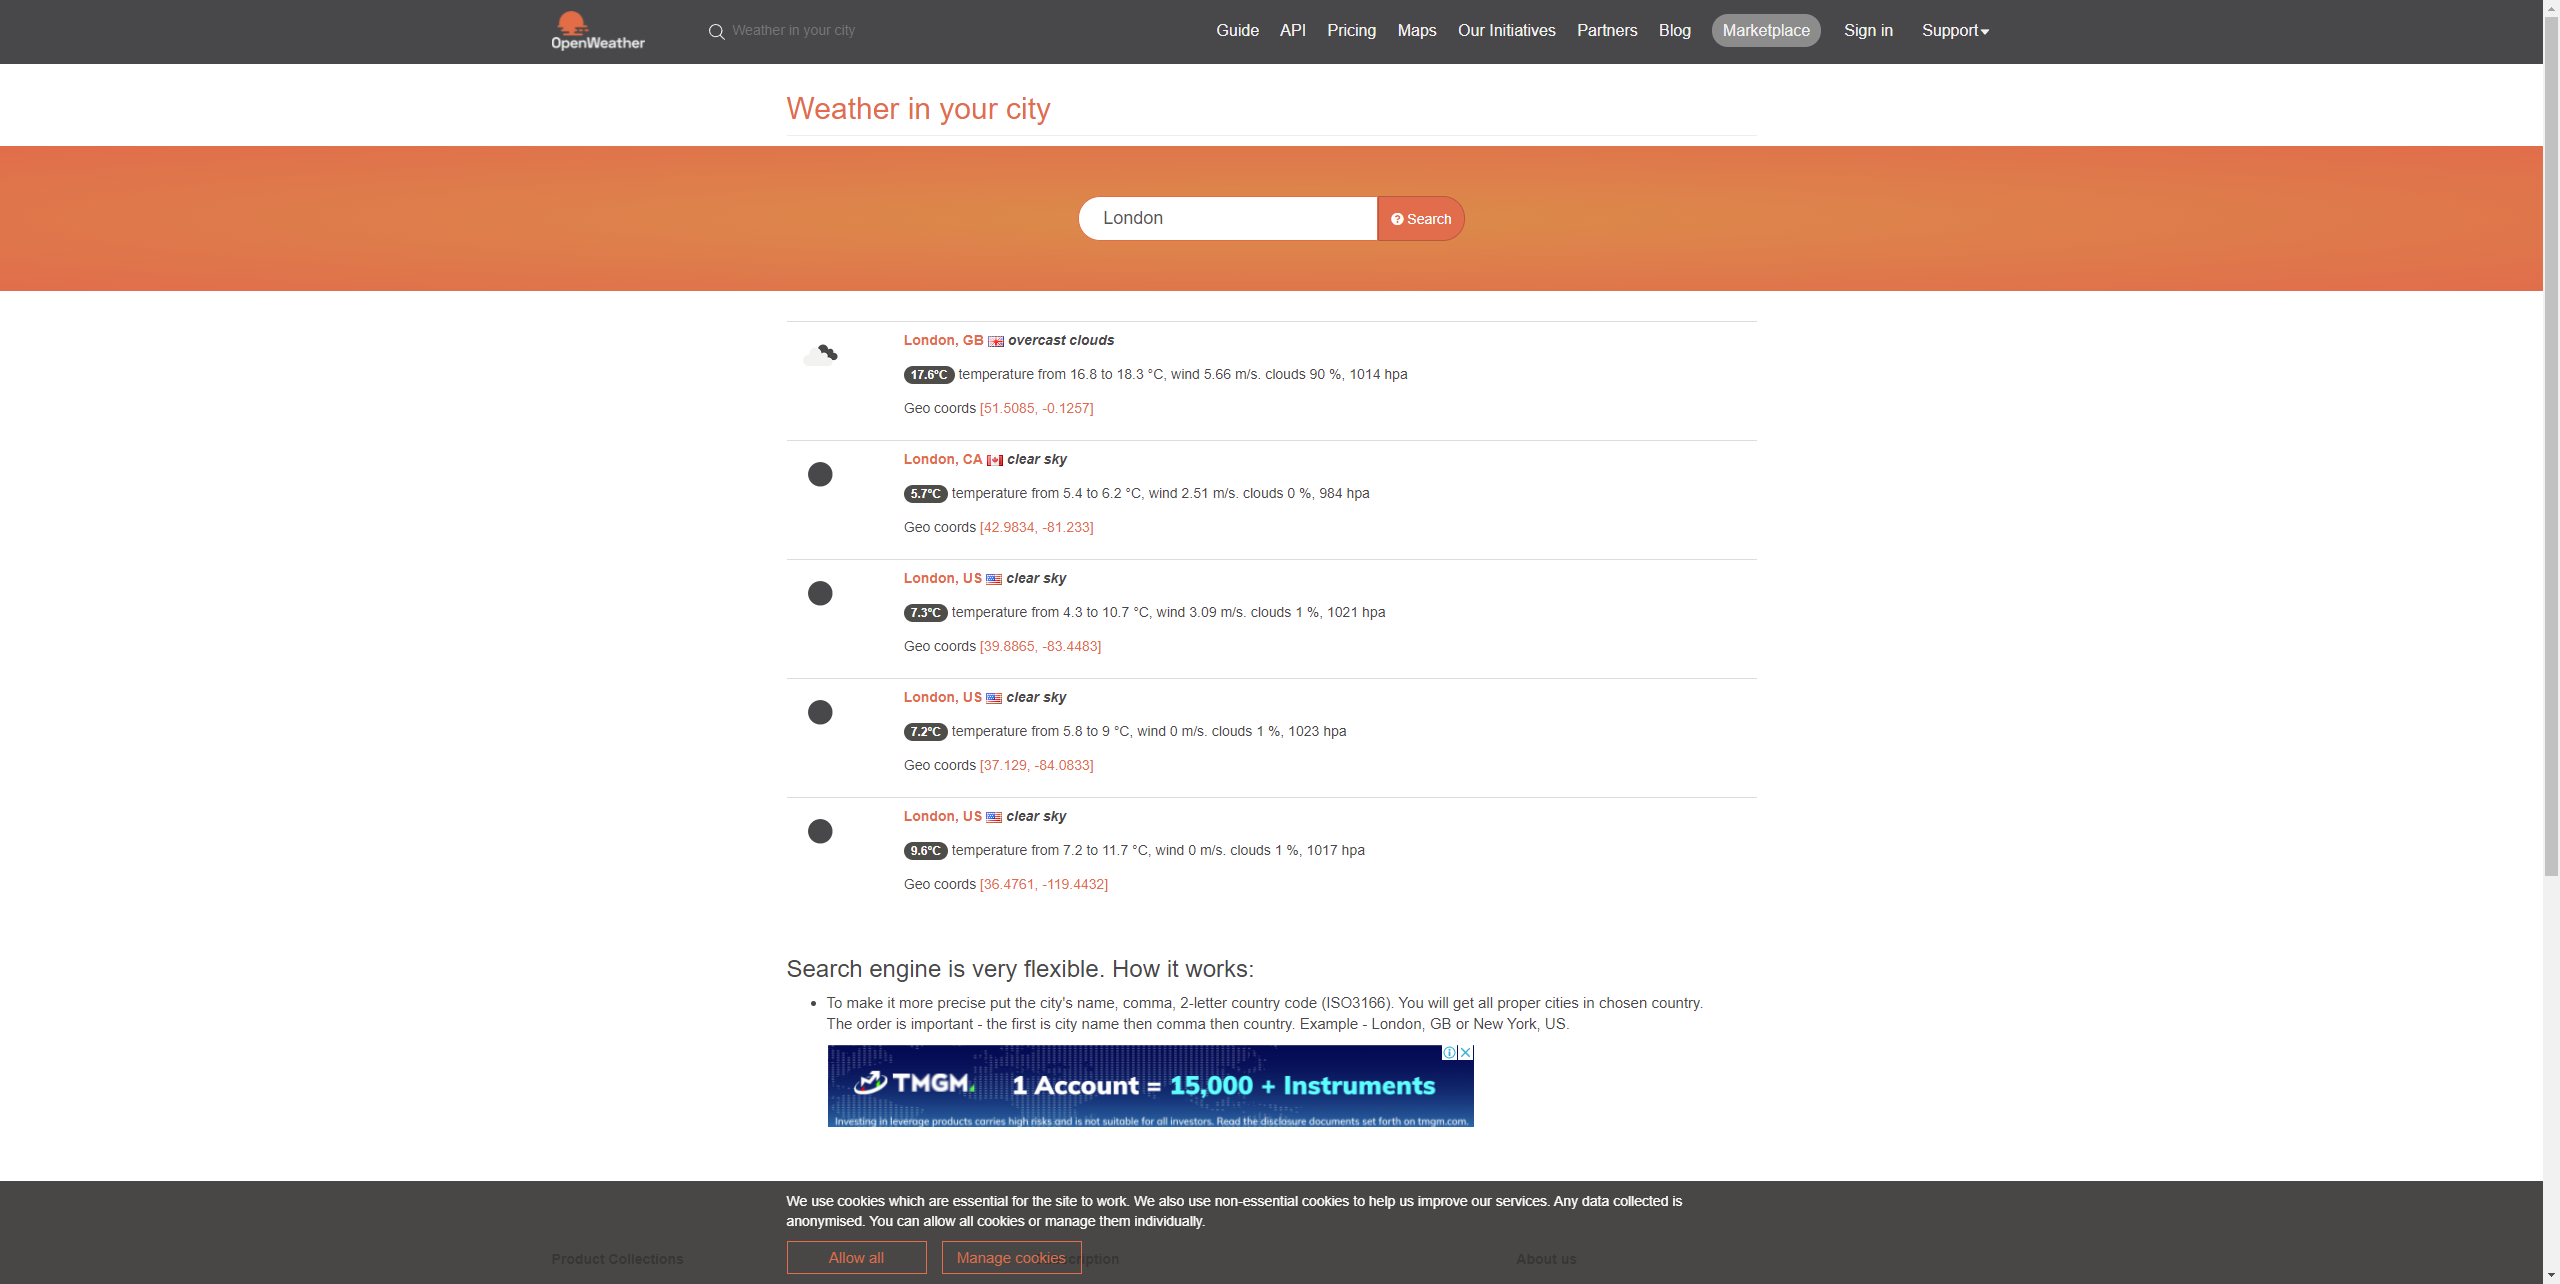 OpenWeather
Weather in your city
Guide API Pricing Maps Our Initiatives Partners Blog Marketplace Sign in Support
Weather in your city
London
Search
London, GB overcast clouds
17.6°C temperature from 16.8 to 18.3 °C, wind 5.66 m/s. clouds 90 %, 1014 hpa
Geo coords [51.5085, -0.1257]
London, CA clear sky
5.7°C temperature from 5.4 to 6.2 °C, wind 2.51 m/s. clouds 0 %, 984 hpa
Geo coords [42.9834, -81.233]
London, US clear sky
7.3°C temperature from 4.3 to 10.7 °C, wind 3.09 m/s. clouds 1 %, 1021 hpa
Geo coords [39.8865, -83.4483]
London, US clear sky
7.2°C temperature from 5.8 to 9 °C, wind 0 m/s. clouds 1 %, 1023 hpa
Geo coords [37.129, -84.0833]
London, US clear sky
9.6°C temperature from 7.2 to 11.7 °C, wind 0 m/s. clouds 1 %, 1017 hpa
Geo coords [36.4761, -119.4432]
Search engine is very flexible. How it works:
• To make it more precise put the city's name, comma, 2-letter country code (ISO3166). You will get all proper cities in chosen country.
The order is important - the first is city name then comma then country. Example - London, GB or New York, US.
TMGM. 1 Account = 15,000 + Instruments
Investing in leverage products carries high risks and is not suitable for all investors. Read the disclosure documents set forth on tmgm.com.
We use cookies which are essential for the site to work. We also use non-essential cookies to help us improve our services. Any data collected is
anonymised. You can allow all cookies or manage them individually.
Allow all Manage cookies
Product Collections About us